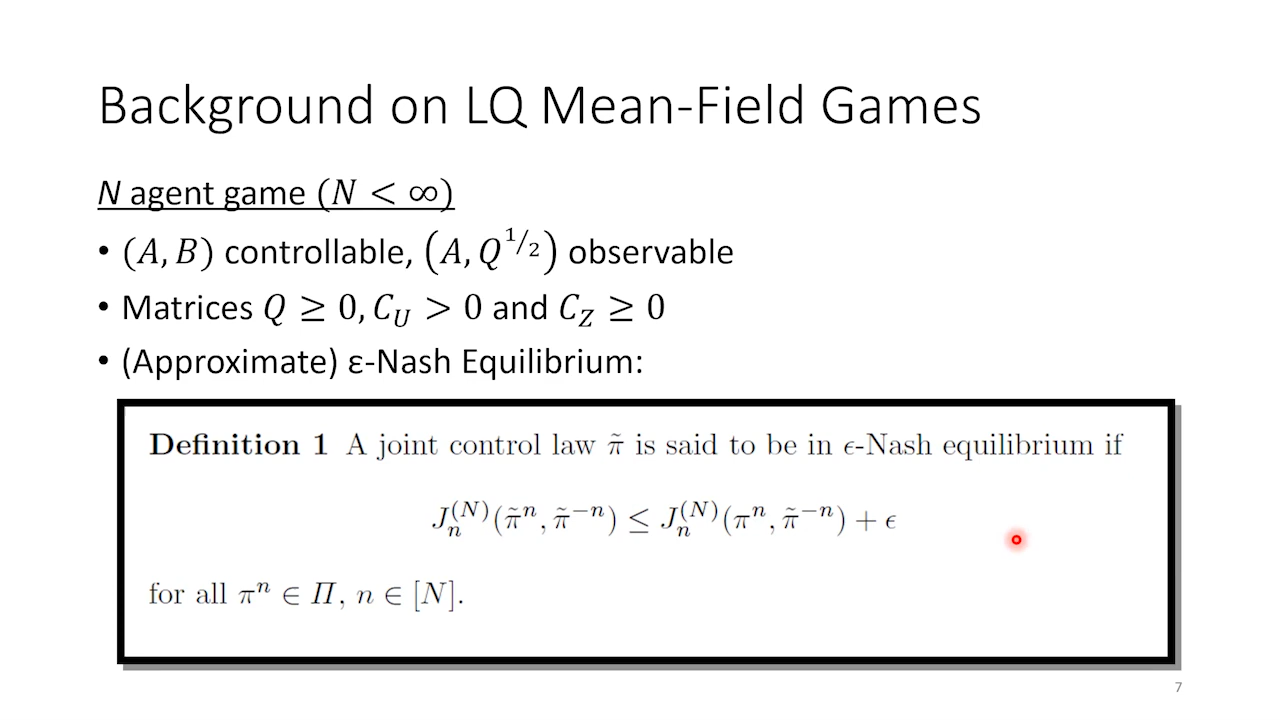 Background on LQ Mean-Field Games
N agent game (N < ∞)
• (A, B) controllable, (A, Q^{1/2}) observable
• Matrices Q ≥ 0, C_U > 0 and C_Z ≥ 0
• (Approximate) ε-Nash Equilibrium:
Definition 1 A joint control law π̃ is said to be in ϵ-Nash equilibrium if
J_n^{(N)}(π̃^n, π̃^{-n}) ≤ J_n^{(N)}(π^n, π̃^{-n}) + ϵ
for all π^n ∈ Π, n ∈ [N].
7